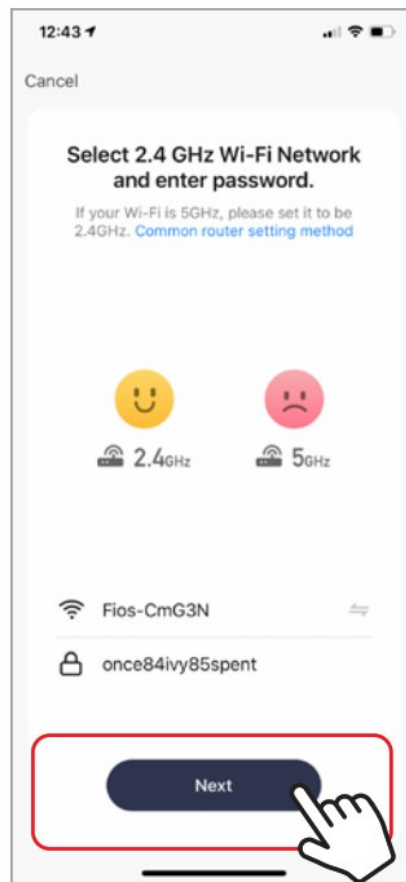 12:43
Cancel
Select 2.4 GHz Wi-Fi Network
and enter password.
If your Wi-Fi is 5GHz, please set it to be
2.4GHz. Common router setting method
2.4GHz
5GHz
Fios-CmG3N
once84ivy85spent
Next